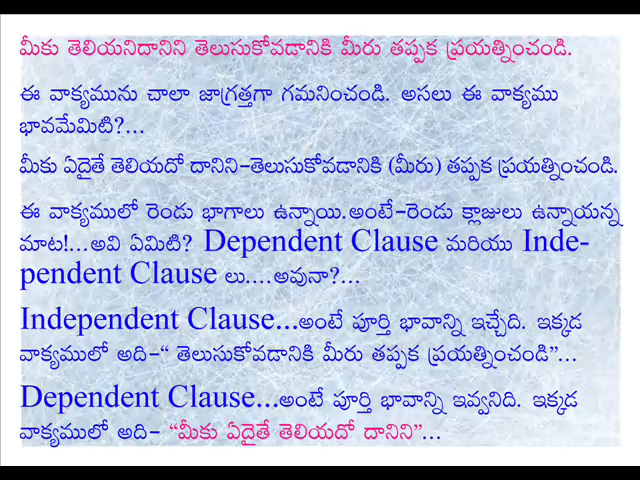 మీకు తెలియనిదానిని తెలుసుకోవడానికి మీరు తప్పక ప్రయత్నించండి.
ఈ వాక్యమును చాలా జాగ్రత్తగా గమనించండి. అసలు ఈ వాక్యము
భావమేమిటి?...
మీకు ఏదైతే తెలియదో దానిని-తెలుసుకోవడానికి (మీరు) తప్పక ప్రయత్నించండి.
ఈ వాక్యములో రెండు భాగాలు ఉన్నాయి.అంటే-రెండు క్లాజులు ఉన్నాయన్న
మాట!...అవి ఏమిటి? Dependent Clause మరియు Inde-
pendent Clause లు....అవునా?...
Independent Clause...అంటే పూర్తి భావాన్ని ఇచ్చేది. ఇక్కడ
వాక్యములో అది-“ తెలుసుకోవడానికి మీరు తప్పక ప్రయత్నించండి”...
Dependent Clause...అంటే పూర్తి భావాన్ని ఇవ్వనిది. ఇక్కడ
వాక్యములో అది- “మీకు ఏదైతే తెలియదో దానిని”...